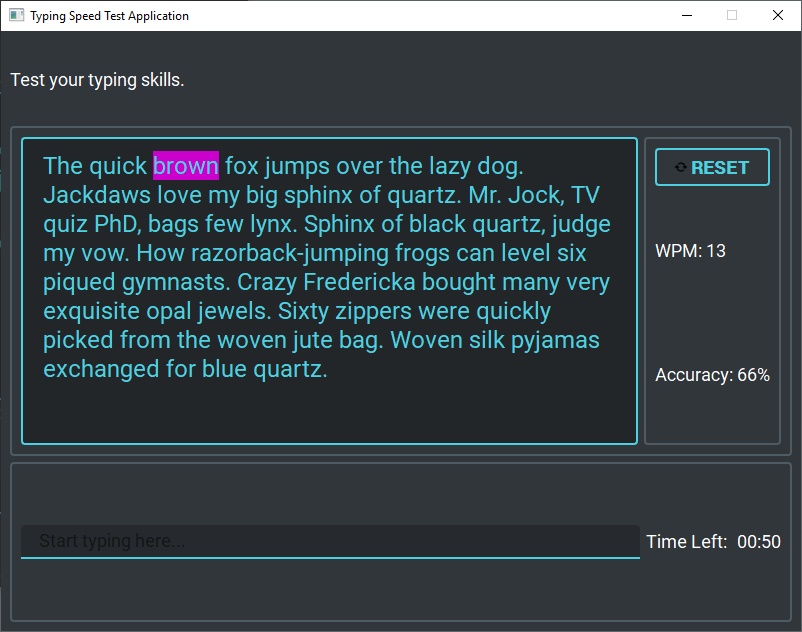 Typing Speed Test Application
Test your typing skills.
The quick brown fox jumps over the lazy dog.
Jackdaws love my big sphinx of quartz. Mr. Jock, TV
quiz PhD, bags few lynx. Sphinx of black quartz, judge
my vow. How razorback-jumping frogs can level six
piqued gymnasts. Crazy Fredericka bought many very
exquisite opal jewels. Sixty zippers were quickly
picked from the woven jute bag. Woven silk pyjamas
exchanged for blue quartz.
RESET
WPM: 13
Accuracy: 66%
Start typing here...
Time Left: 00:50